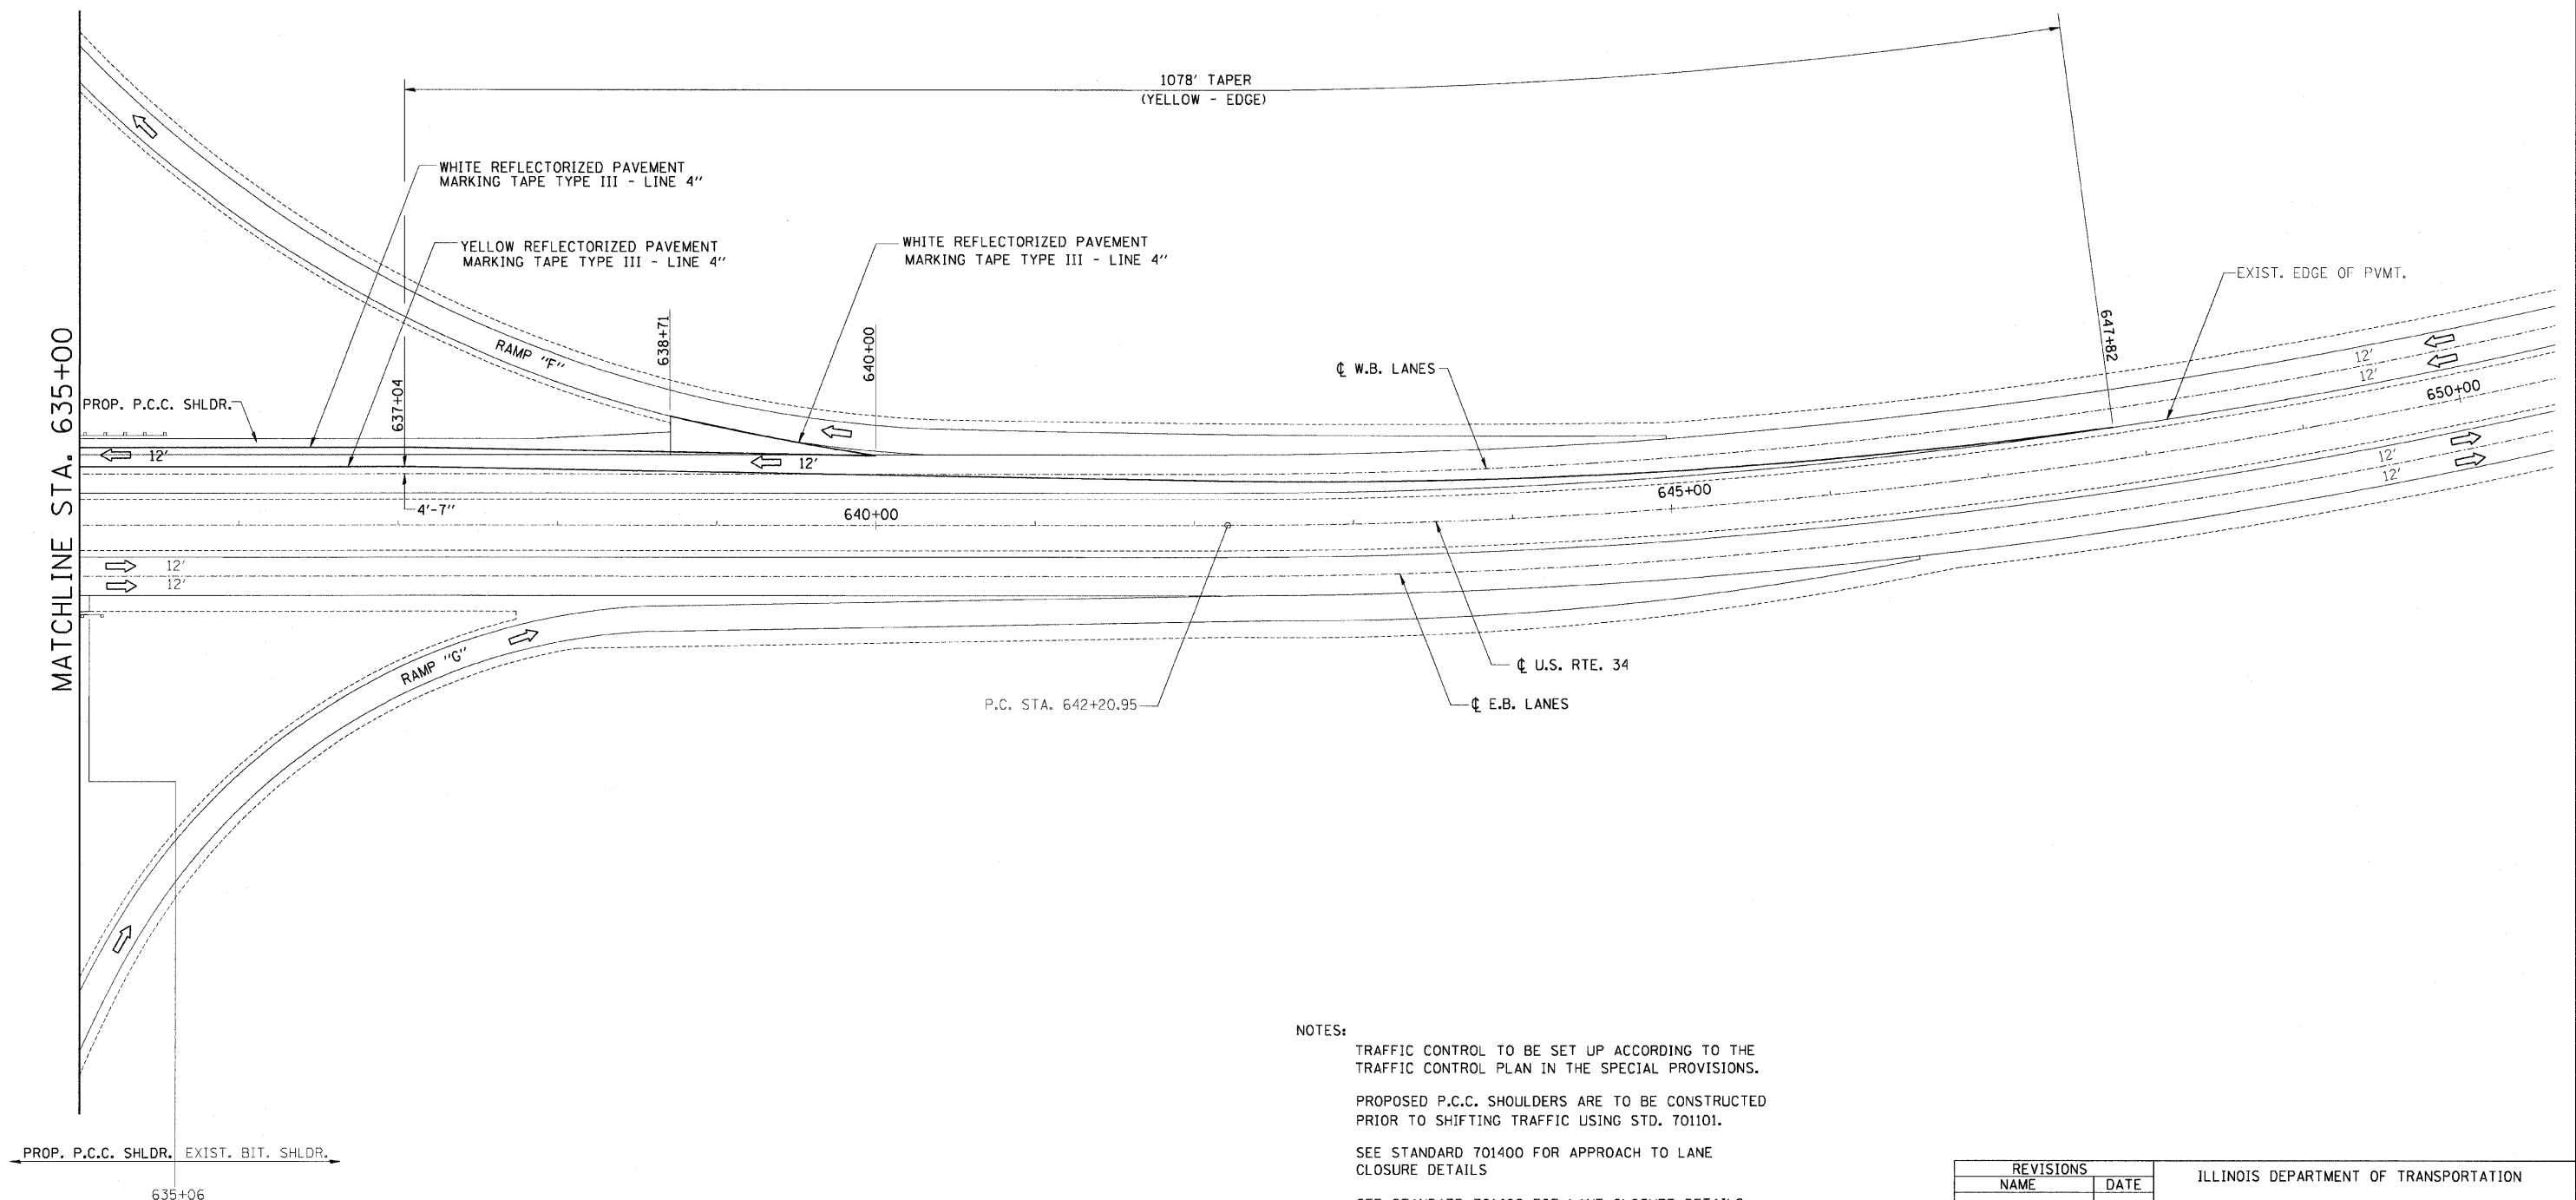 1078' TAPER
(YELLOW - EDGE)
WHITE REFLECTORIZED PAVEMENT
MARKING TAPE TYPE III - LINE 4"
YELLOW REFLECTORIZED PAVEMENT
MARKING TAPE TYPE III - LINE 4"
WHITE REFLECTORIZED PAVEMENT
MARKING TAPE TYPE III - LINE 4"
EXIST. EDGE OF PVMT.
MATCHLINE STA. 635+00
RAMP "F"
638+71
640+00
647+82
℄ W.B. LANES
12'
12'
650+00
PROP. P.C.C. SHLDR.
637+04
12'
12'
4'-7"
640+00
645+00
12'
12'
12'
12'
RAMP "G"
℄ U.S. RTE. 34
P.C. STA. 642+20.95
℄ E.B. LANES
NOTES:
TRAFFIC CONTROL TO BE SET UP ACCORDING TO THE
TRAFFIC CONTROL PLAN IN THE SPECIAL PROVISIONS.
PROPOSED P.C.C. SHOULDERS ARE TO BE CONSTRUCTED
PRIOR TO SHIFTING TRAFFIC USING STD. 701101.
SEE STANDARD 701400 FOR APPROACH TO LANE
CLOSURE DETAILS
PROP. P.C.C. SHLDR. EXIST. BIT. SHLDR.
635+06
REVISIONS
NAME DATE
ILLINOIS DEPARTMENT OF TRANSPORTATION